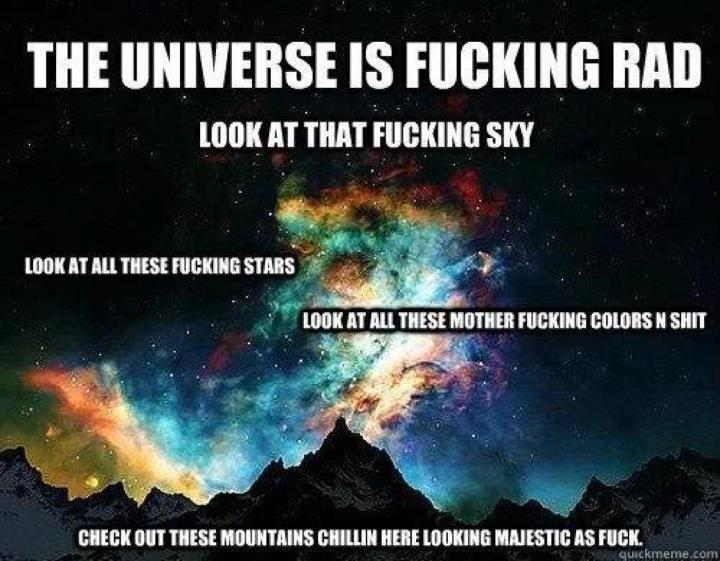 THE UNIVERSE IS FUCKING RAD
LOOK AT THAT FUCKING SKY
LOOK AT ALL THESE FUCKING STARS
LOOK AT ALL THESE MOTHER FUCKING COLORS N SHIT
CHECK OUT THESE MOUNTAINS CHILLIN HERE LOOKING MAJESTIC AS FUCK.
quickmeme.com